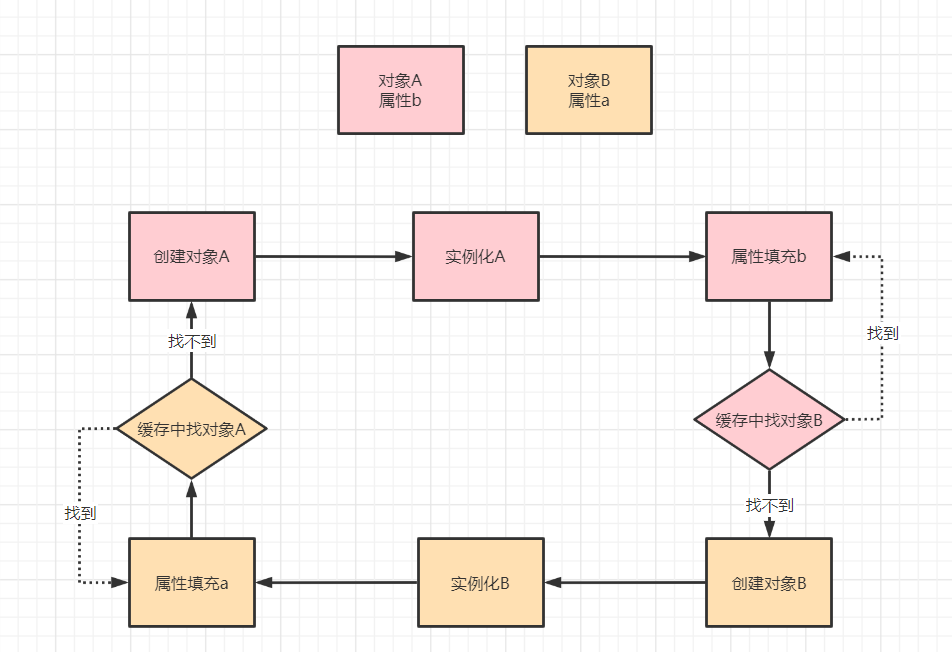 对象A
属性b
对象B
属性a
创建对象A
实例化A
属性填充b
找不到
找到
缓存中找对象A
缓存中找对象B
找到
找不到
属性填充a
实例化B
创建对象B